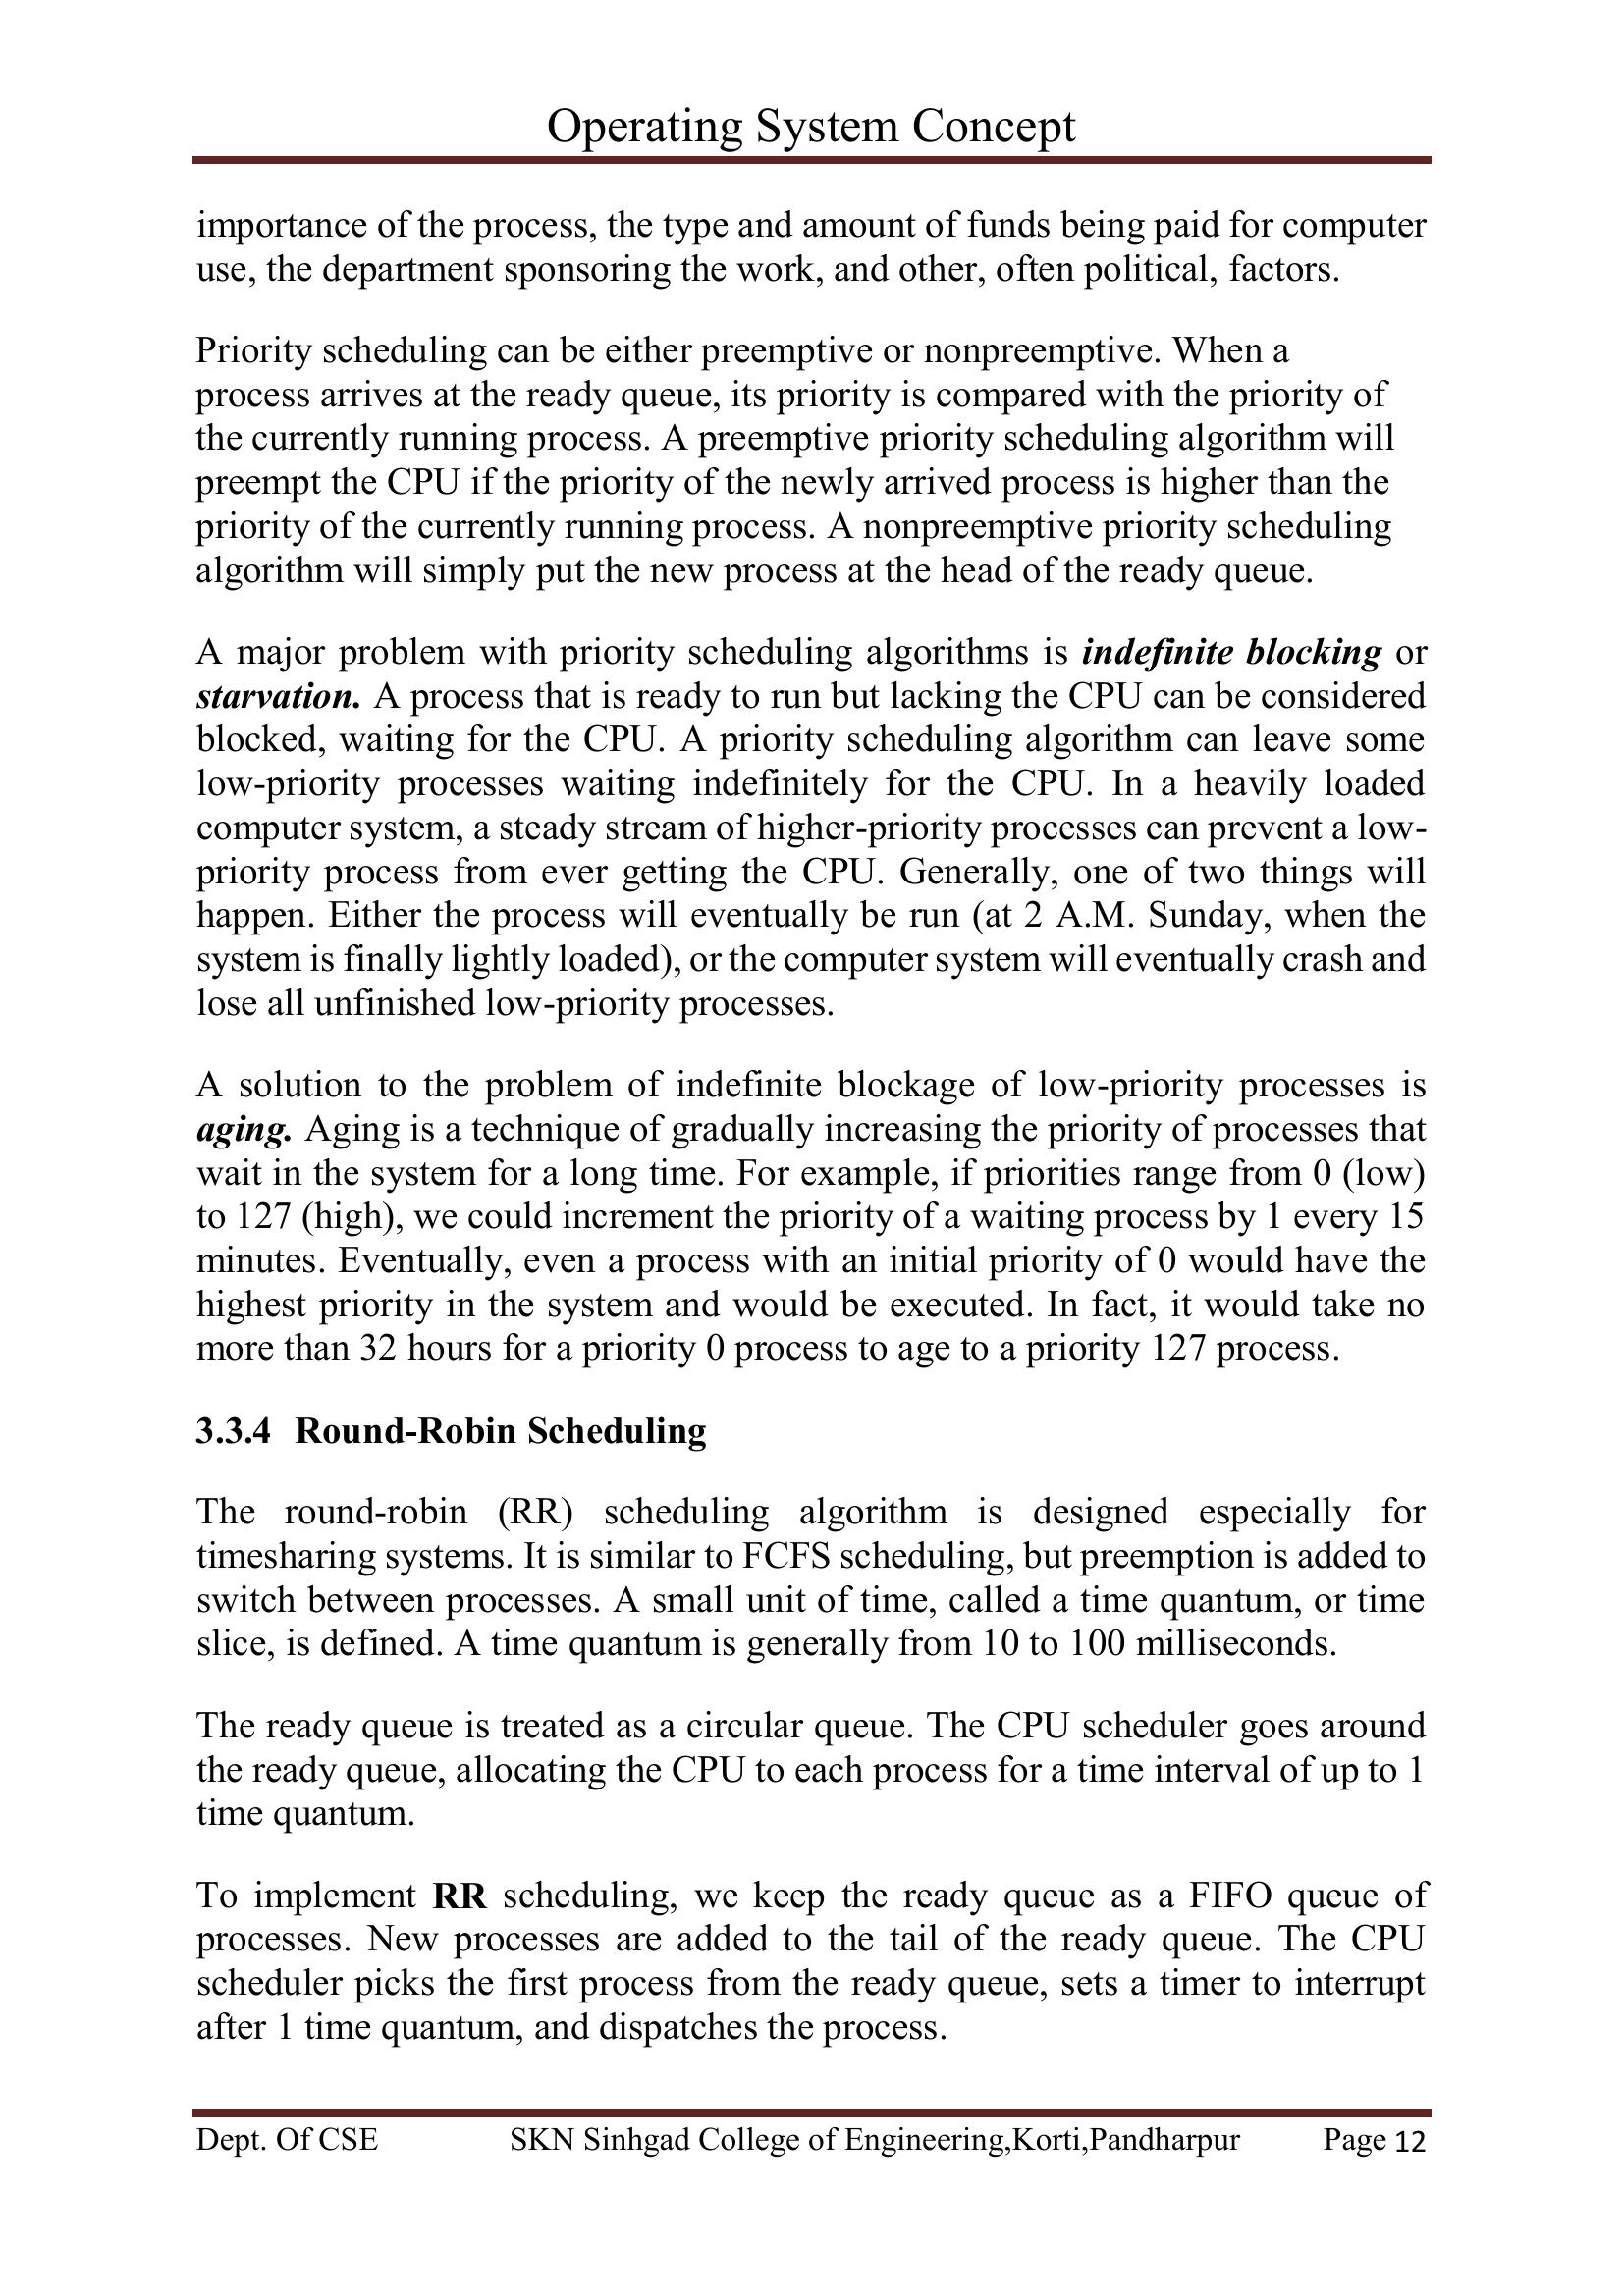 Operating System Concept
importance of the process, the type and amount of funds being paid for computer
use, the department sponsoring the work, and other, often political, factors.
Priority scheduling can be either preemptive or nonpreemptive. When a
process arrives at the ready queue, its priority is compared with the priority of
the currently running process. A preemptive priority scheduling algorithm will
preempt the CPU if the priority of the newly arrived process is higher than the
priority of the currently running process. A nonpreemptive priority scheduling
algorithm will simply put the new process at the head of the ready queue.
A major problem with priority scheduling algorithms is indefinite blocking or
starvation. A process that is ready to run but lacking the CPU can be considered
blocked, waiting for the CPU. A priority scheduling algorithm can leave some
low-priority processes waiting indefinitely for the CPU. In a heavily loaded
computer system, a steady stream of higher-priority processes can prevent a low-
priority process from ever getting the CPU. Generally, one of two things will
happen. Either the process will eventually be run (at 2 A.M. Sunday, when the
system is finally lightly loaded), or the computer system will eventually crash and
lose all unfinished low-priority processes.
A solution to the problem of indefinite blockage of low-priority processes is
aging. Aging is a technique of gradually increasing the priority of processes that
wait in the system for a long time. For example, if priorities range from 0 (low)
to 127 (high), we could increment the priority of a waiting process by 1 every 15
minutes. Eventually, even a process with an initial priority of 0 would have the
highest priority in the system and would be executed. In fact, it would take no
more than 32 hours for a priority 0 process to age to a priority 127 process.
3.3.4 Round-Robin Scheduling
The round-robin (RR) scheduling algorithm is designed especially for
timesharing systems. It is similar to FCFS scheduling, but preemption is added to
switch between processes. A small unit of time, called a time quantum, or time
slice, is defined. A time quantum is generally from 10 to 100 milliseconds.
The ready queue is treated as a circular queue. The CPU scheduler goes around
the ready queue, allocating the CPU to each process for a time interval of up to 1
time quantum.
To implement RR scheduling, we keep the ready queue as a FIFO queue of
processes. New processes are added to the tail of the ready queue. The CPU
scheduler picks the first process from the ready queue, sets a timer to interrupt
after 1 time quantum, and dispatches the process.
Dept. Of CSE SKN Sinhgad College of Engineering,Korti,Pandharpur Page 12